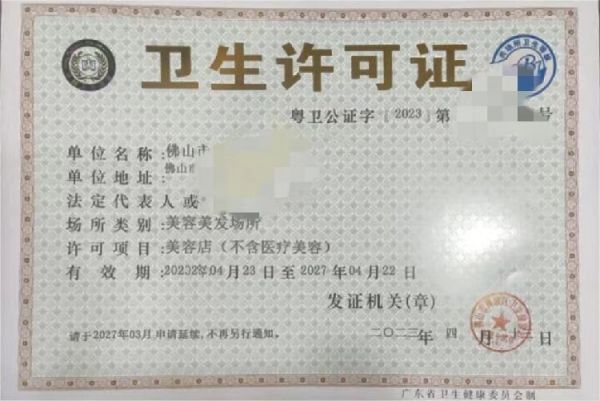 卫生许可证
粤卫公证字［2023］第 号
单位名称：佛山市
单位地址：佛山市
法定代表人或
场所类别：美容美发场所
许可项目：美容店（不含医疗美容）
有效期：2023年04月23日至2027年04月22日
发证机关(章)
二〇二三年四月 日
请于2027年03月申请延续，不再另行通知。
广东省卫生健康委员会制